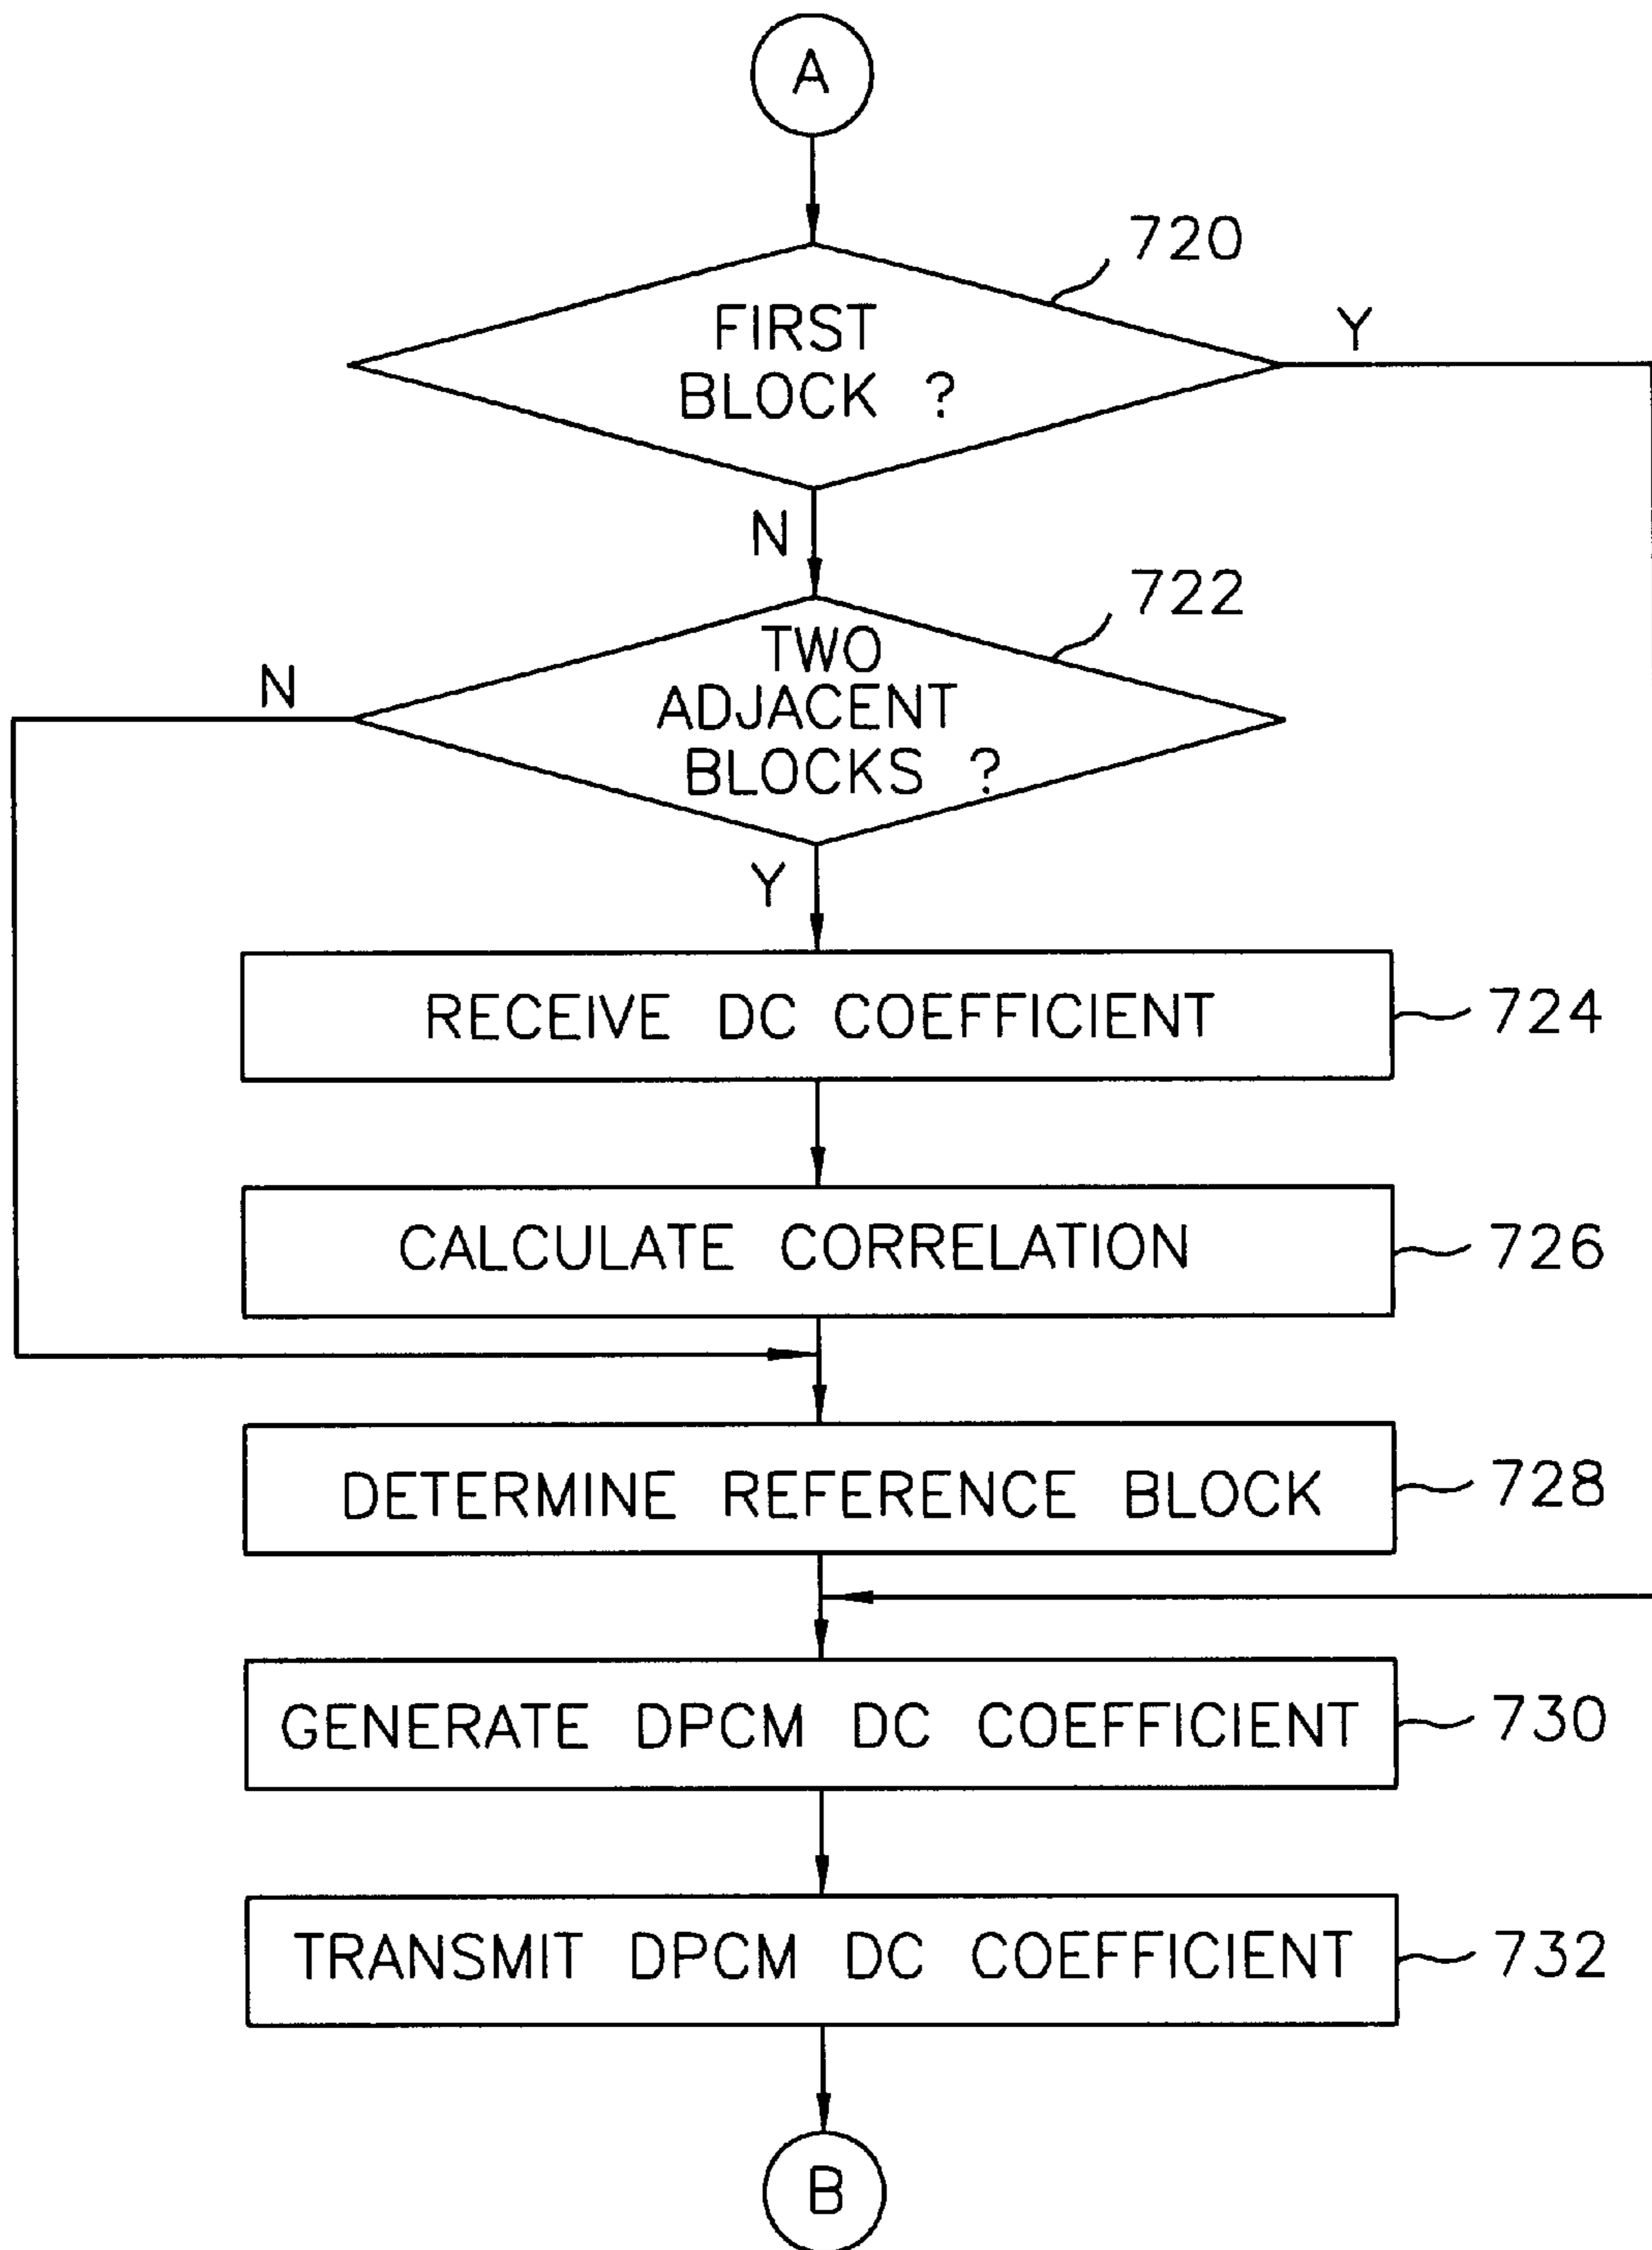 A
720
FIRST
BLOCK ?
Y
N
722
TWO
ADJACENT
BLOCKS ?
N
Y
RECEIVE DC COEFFICIENT
724
CALCULATE CORRELATION
726
DETERMINE REFERENCE BLOCK
728
GENERATE DPCM DC COEFFICIENT
730
TRANSMIT DPCM DC COEFFICIENT
732
B